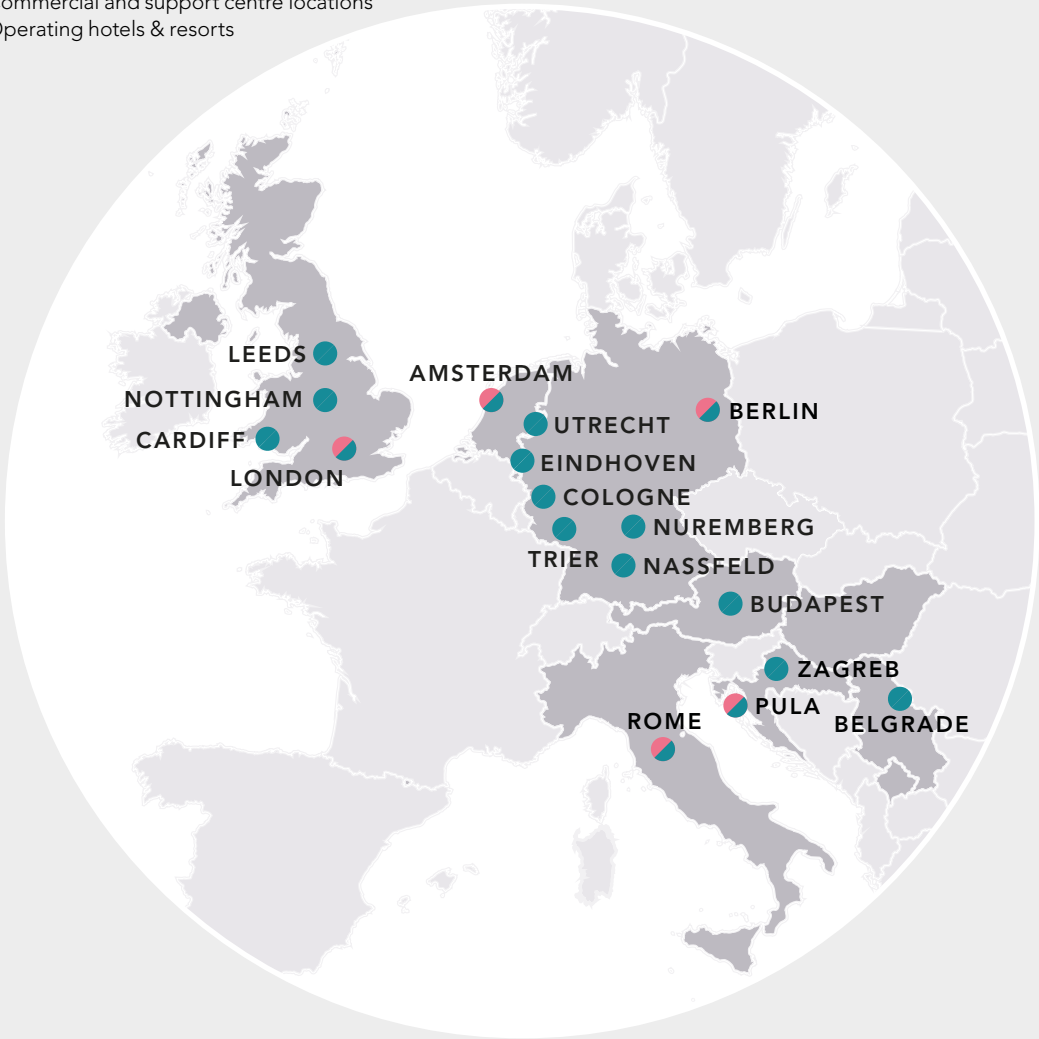 ommercial and support centre locations
perating hotels & resorts
LEEDS
AMSTERDAM
NOTTINGHAM
BERLIN
UTRECHT
CARDIFF
EINDHOVEN
LONDON
COLOGNE
NUREMBERG
TRIER
NASSFELD
BUDAPEST
ZAGREB
PULA
ROME
BELGRADE